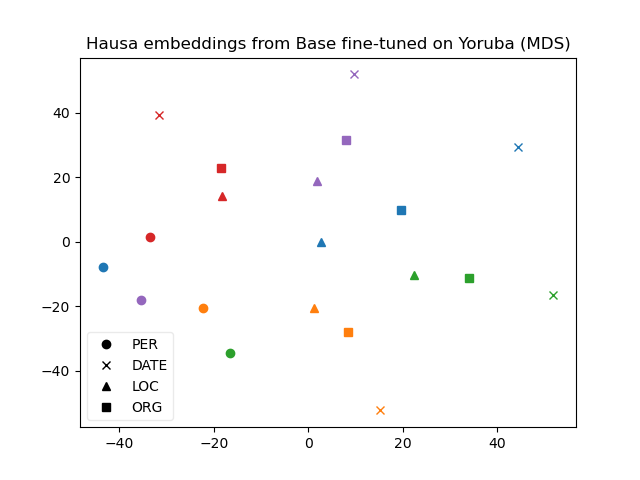 Hausa embeddings from Base fine-tuned on Yoruba (MDS)
40
20
0
−20
−40
PER
DATE
LOC
ORG
−40 −20 0 20 40